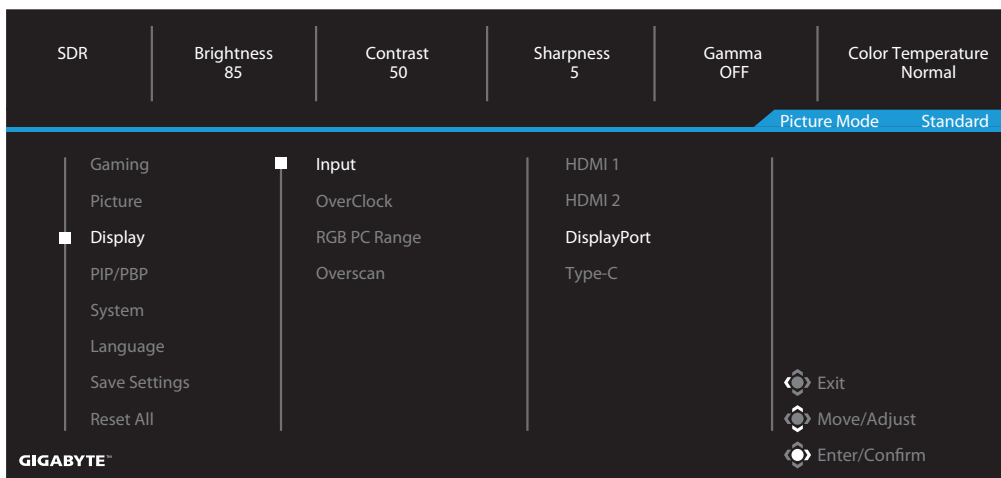 SDR
Brightness
85
Contrast
50
Sharpness
5
Gamma
OFF
Color Temperature
Normal
Picture Mode Standard
Gaming
Picture
Display
PIP/PBP
System
Language
Save Settings
Reset All
Input
OverClock
RGB PC Range
Overscan
HDMI 1
HDMI 2
DisplayPort
Type-C
Exit
Move/Adjust
Enter/Confirm
GIGABYTE™